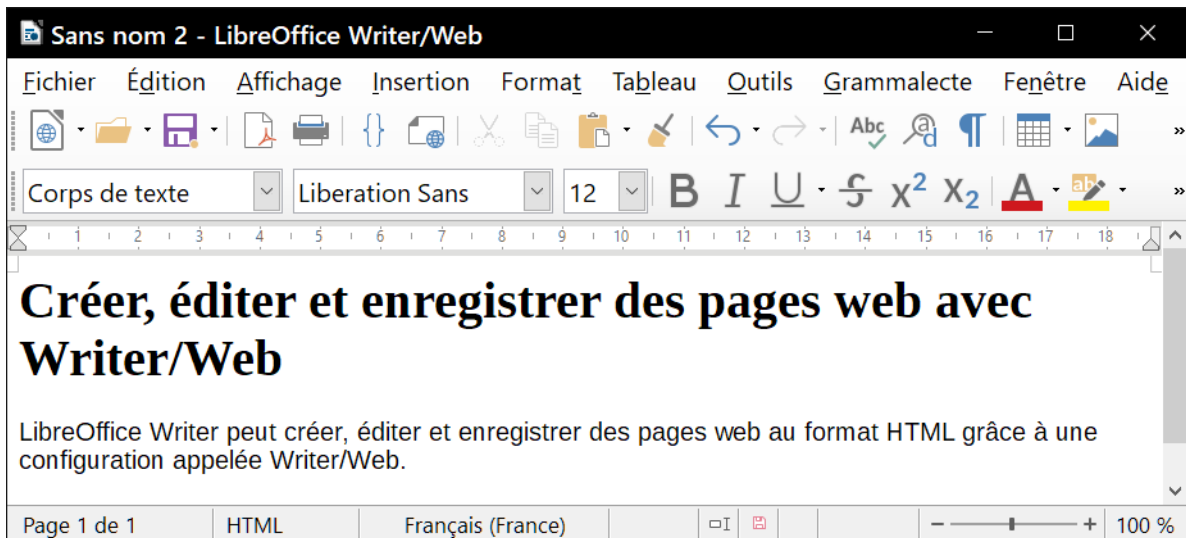 Sans nom 2 - LibreOffice Writer/Web
Fichier Édition Affichage Insertion Format Tableau Outils Grammalecte Fenêtre Aide
Abc
Corps de texte Liberation Sans 12 B I U S X2 X2 A ab
1 2 3 4 5 6 7 8 9 10 11 12 13 14 15 16 17 18
Créer, éditer et enregistrer des pages web avec
Writer/Web
LibreOffice Writer peut créer, éditer et enregistrer des pages web au format HTML grâce à une
configuration appelée Writer/Web.
Page 1 de 1 HTML Français (France) 100 %